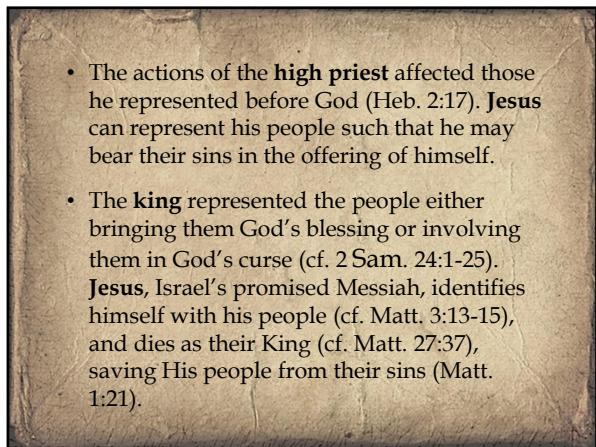 • The actions of the high priest affected those
he represented before God (Heb. 2:17). Jesus
can represent his people such that he may
bear their sins in the offering of himself.
• The king represented the people either
bringing them God’s blessing or involving
them in God’s curse (cf. 2 Sam. 24:1-25).
Jesus, Israel’s promised Messiah, identifies
himself with his people (cf. Matt. 3:13-15),
and dies as their King (cf. Matt. 27:37),
saving His people from their sins (Matt.
1:21).